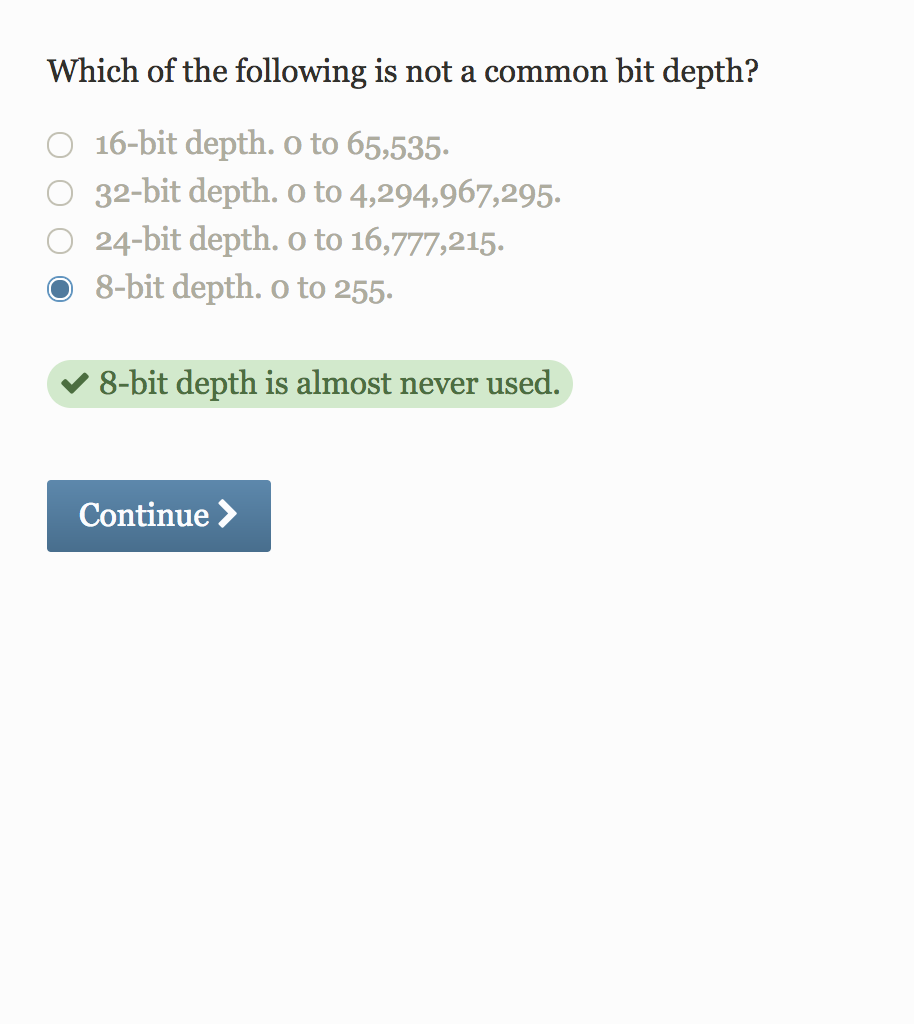 Which of the following is not a common bit depth?
16-bit depth. 0 to 65,535.
32-bit depth. 0 to 4,294,967,295.
24-bit depth. 0 to 16,777,215.
8-bit depth. 0 to 255.
8-bit depth is almost never used.
Continue